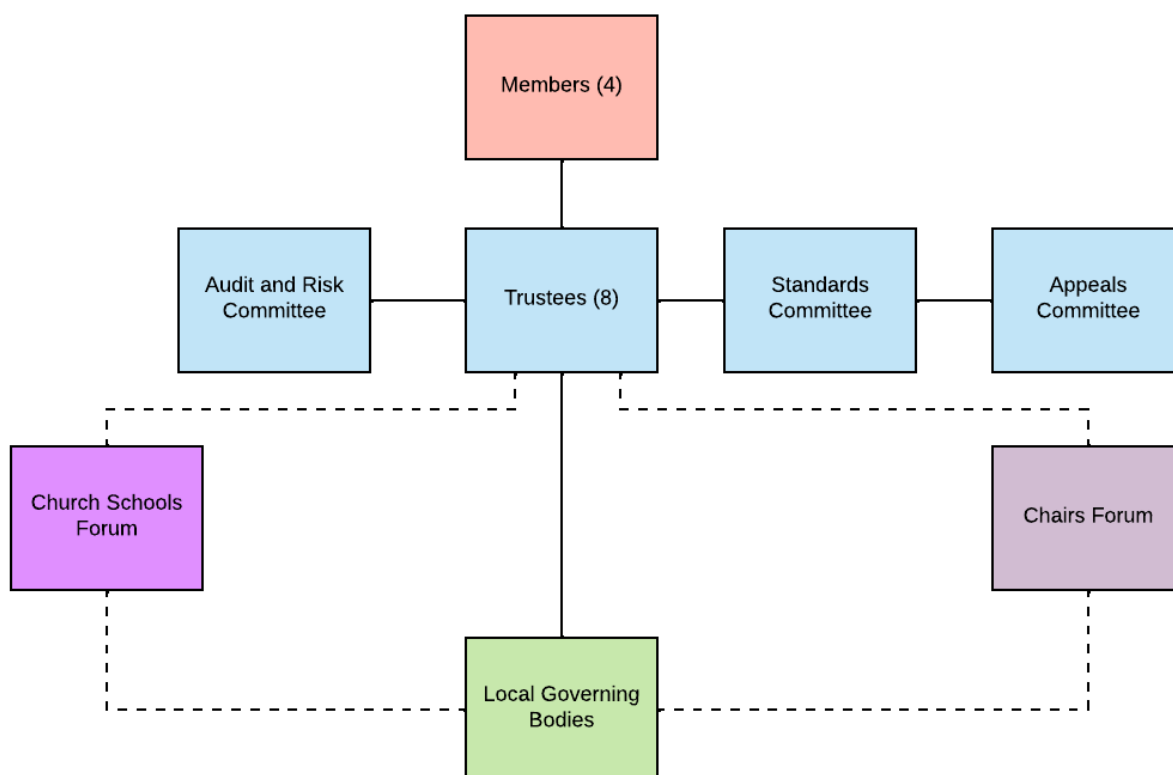 Members (4)
Audit and Risk
Committee
Trustees (8)
Standards
Committee
Appeals
Committee
Church Schools
Forum
Chairs Forum
Local Governing
Bodies